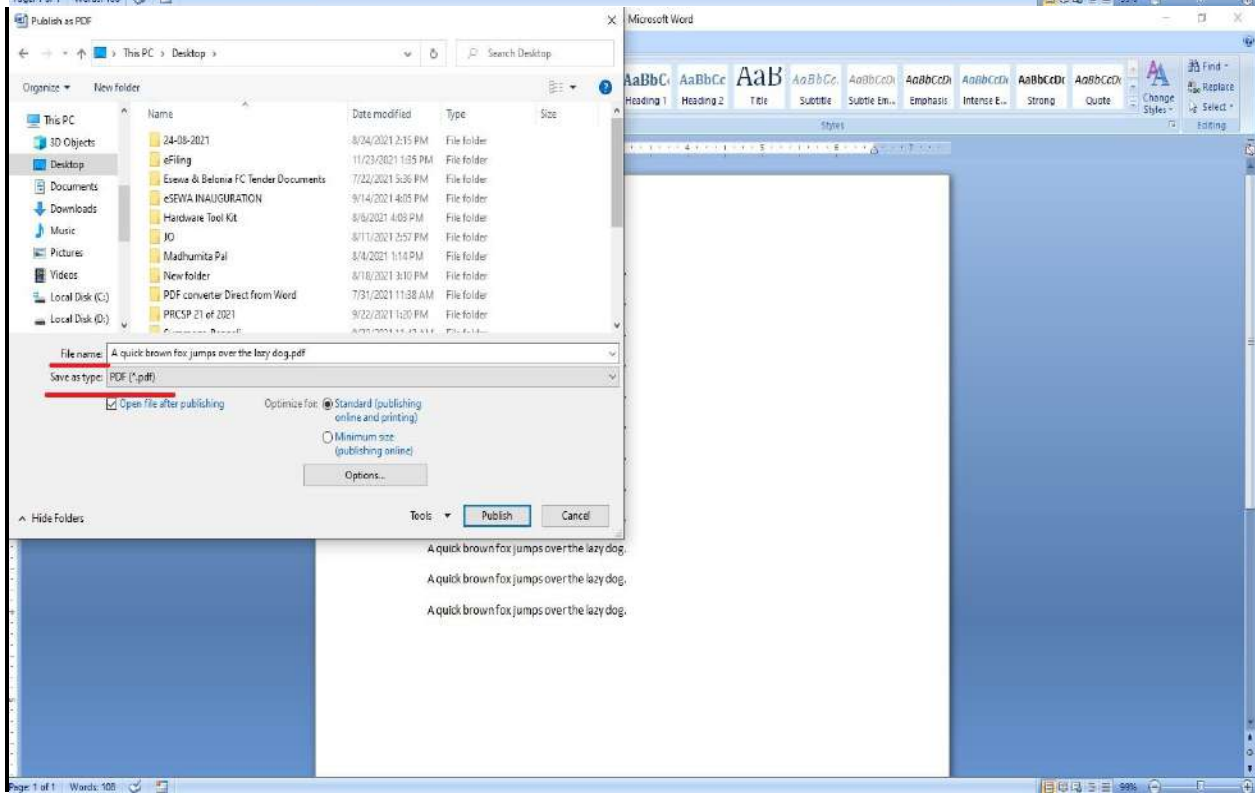 Page: 1 of 1 Words: 108
Publish as PDF
Microsoft Word
This PC > Desktop >
Search Desktop
Organize New folder
Name Date modified Type Size
This PC
3D Objects
Desktop
Documents
Downloads
Music
Pictures
Videos
Local Disk (C:)
Local Disk (D:)
24-08-2021 8/24/2021 2:15 PM File folder
eFiling 11/23/2021 1:35 PM File folder
Esewa & Belonia FC Tender Documents 7/22/2021 5:36 PM File folder
eSEWA INAUGURATION 9/14/2021 4:05 PM File folder
Hardware Tool Kit 8/6/2021 4:03 PM File folder
JO 8/11/2021 2:57 PM File folder
Madhumita Pal 8/4/2021 1:14 PM File folder
New folder 8/18/2021 3:10 PM File folder
PDF converter Direct from Word 7/31/2021 11:38 AM File folder
PRCSP 21 of 2021 9/22/2021 1:20 PM File folder
File name: A quick brown fox jumps over the lazy dog.pdf
Save as type: PDF (*.pdf)
Open file after publishing
Optimize for: Standard (publishing
online and printing)
Minimum size
(publishing online)
Options...
Hide Folders
Tools Publish Cancel
AaBbC AaBbCc AaB AaBbCc. AaBbCcDi AaBbCcDi AaBbCcDi AaBbCcDc AaBbCcDi
Heading 1 Heading 2 Title Subtitle Subtle Em... Emphasis Intense E... Strong Quote
Change
Styles
Styles
Find
Replace
Select
Editing
A quick brown fox jumps over the lazy dog.
A quick brown fox jumps over the lazy dog.
A quick brown fox jumps over the lazy dog.
Page: 1 of 1 Words: 108
99%